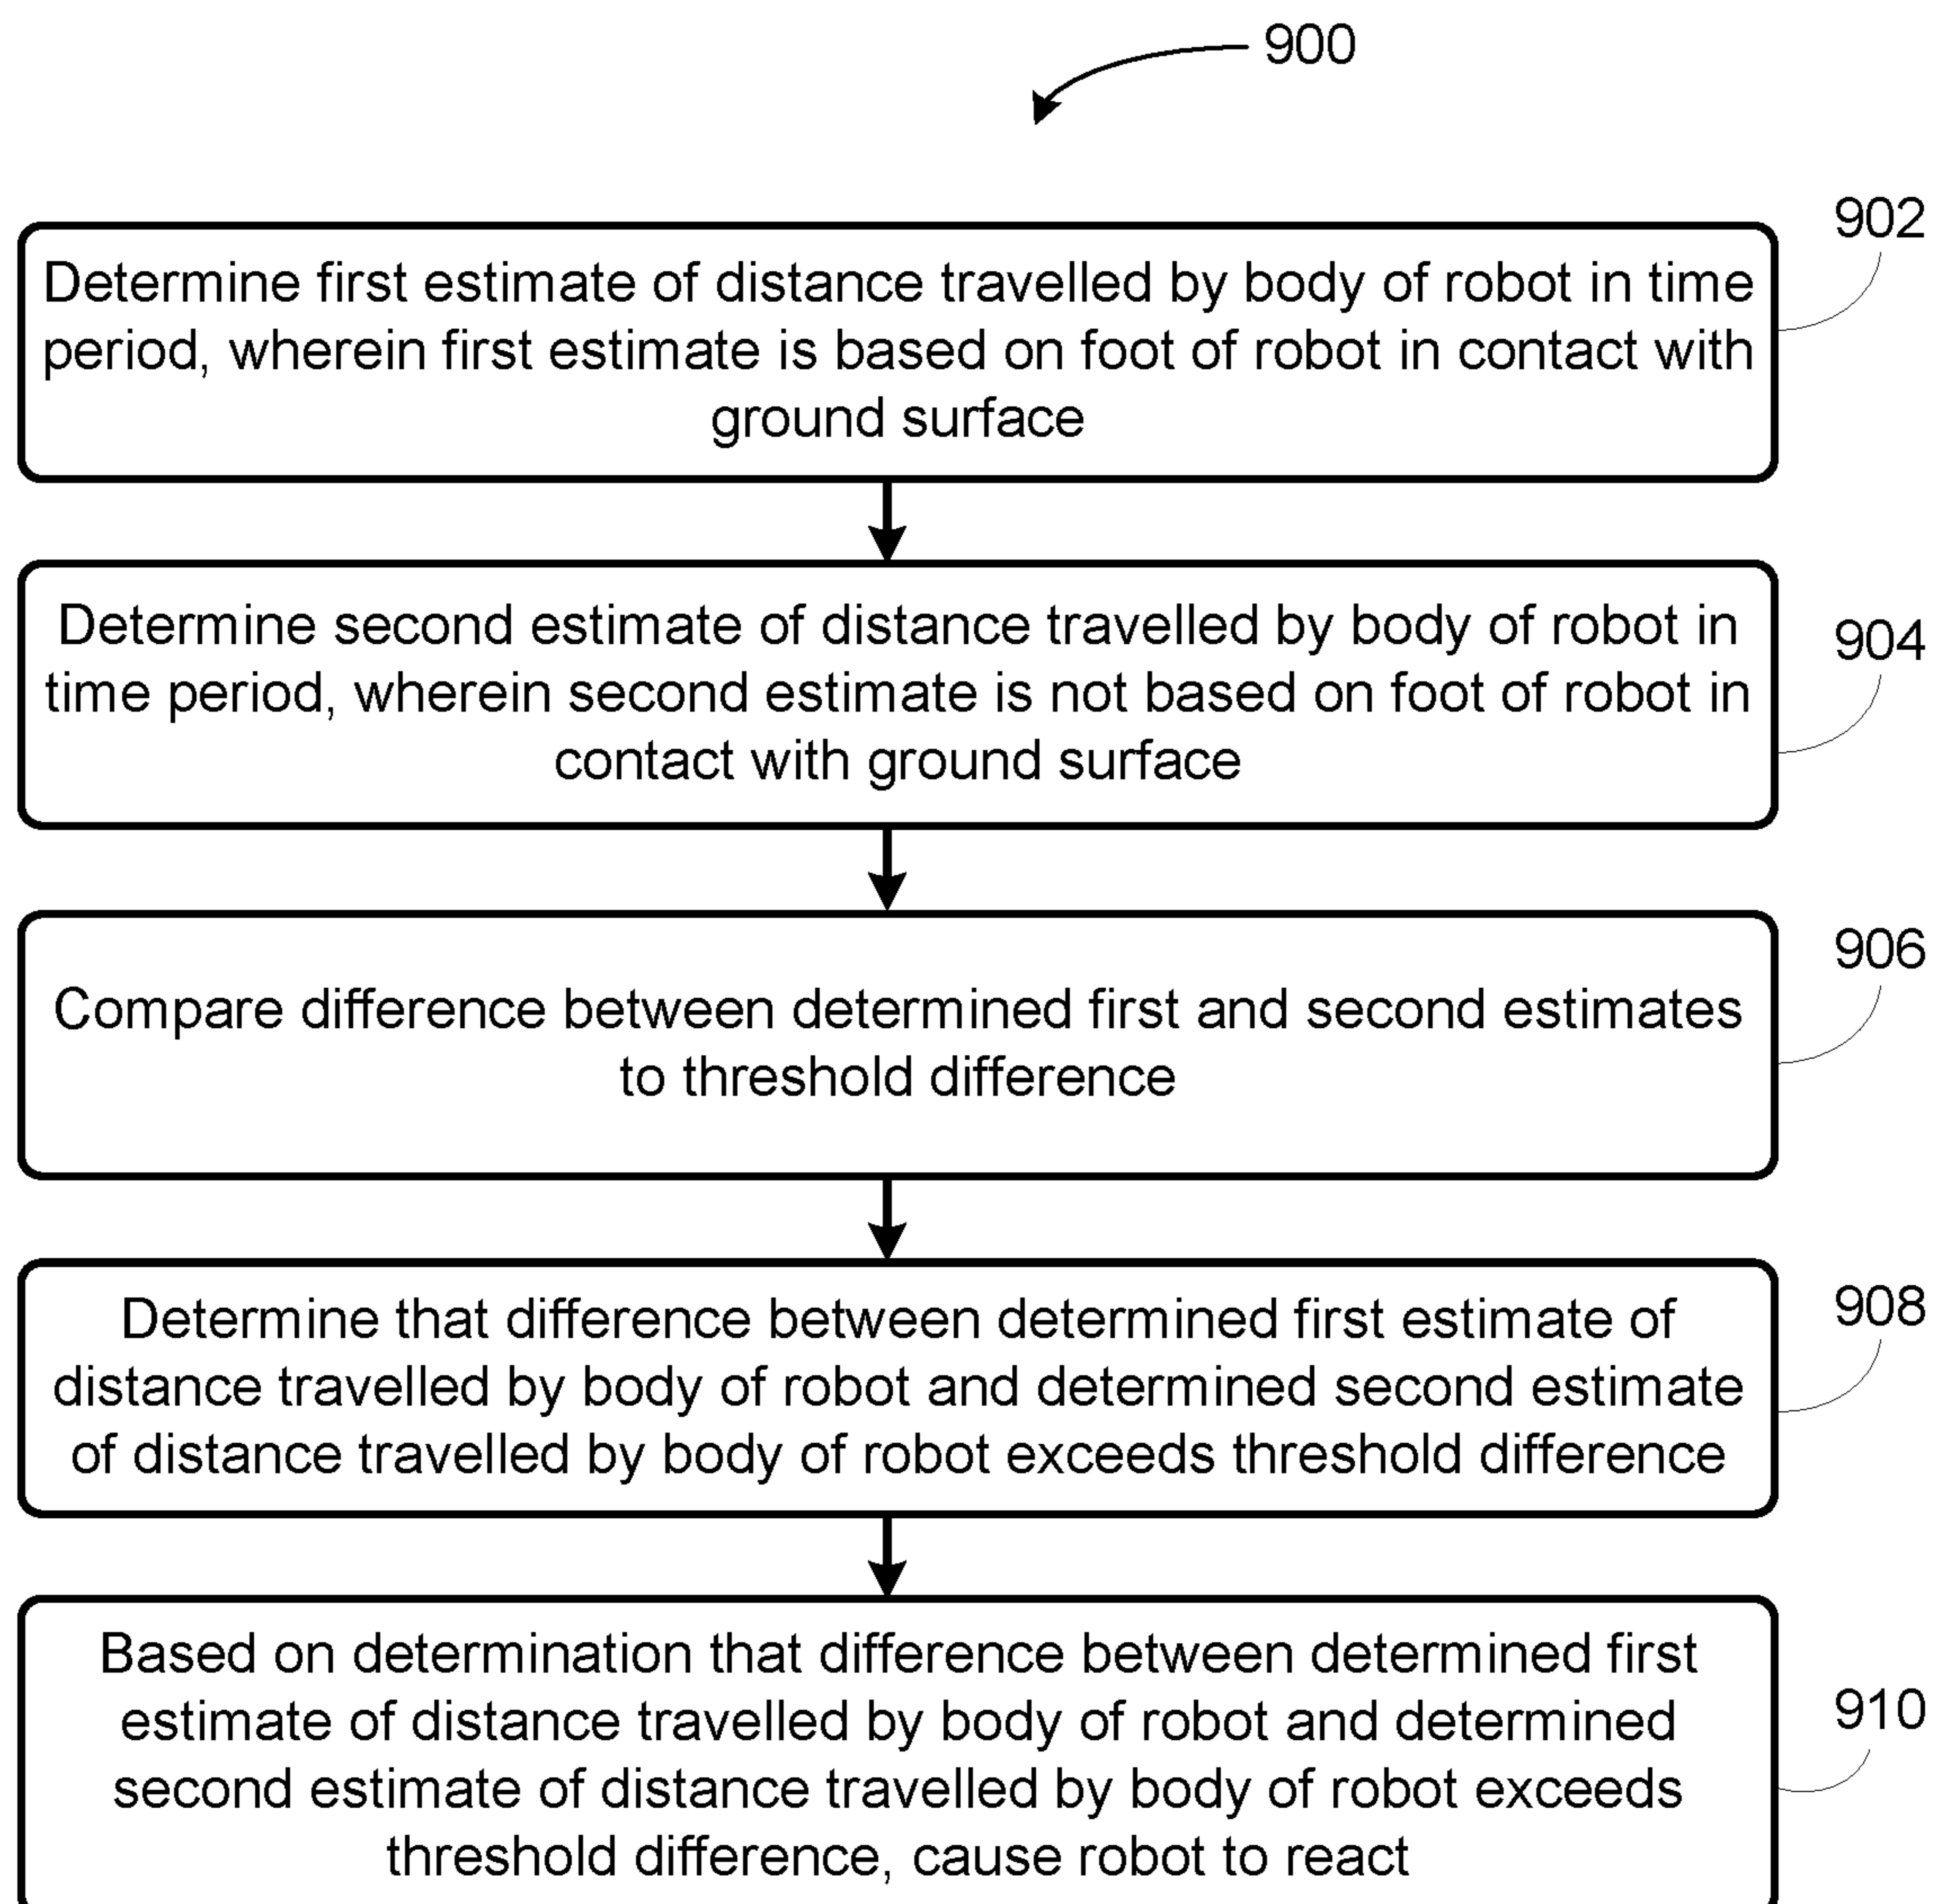 900
902
Determine first estimate of distance travelled by body of robot in time
period, wherein first estimate is based on foot of robot in contact with
ground surface
904
Determine second estimate of distance travelled by body of robot in
time period, wherein second estimate is not based on foot of robot in
contact with ground surface
906
Compare difference between determined first and second estimates
to threshold difference
908
Determine that difference between determined first estimate of
distance travelled by body of robot and determined second estimate
of distance travelled by body of robot exceeds threshold difference
910
Based on determination that difference between determined first
estimate of distance travelled by body of robot and determined
second estimate of distance travelled by body of robot exceeds
threshold difference, cause robot to react